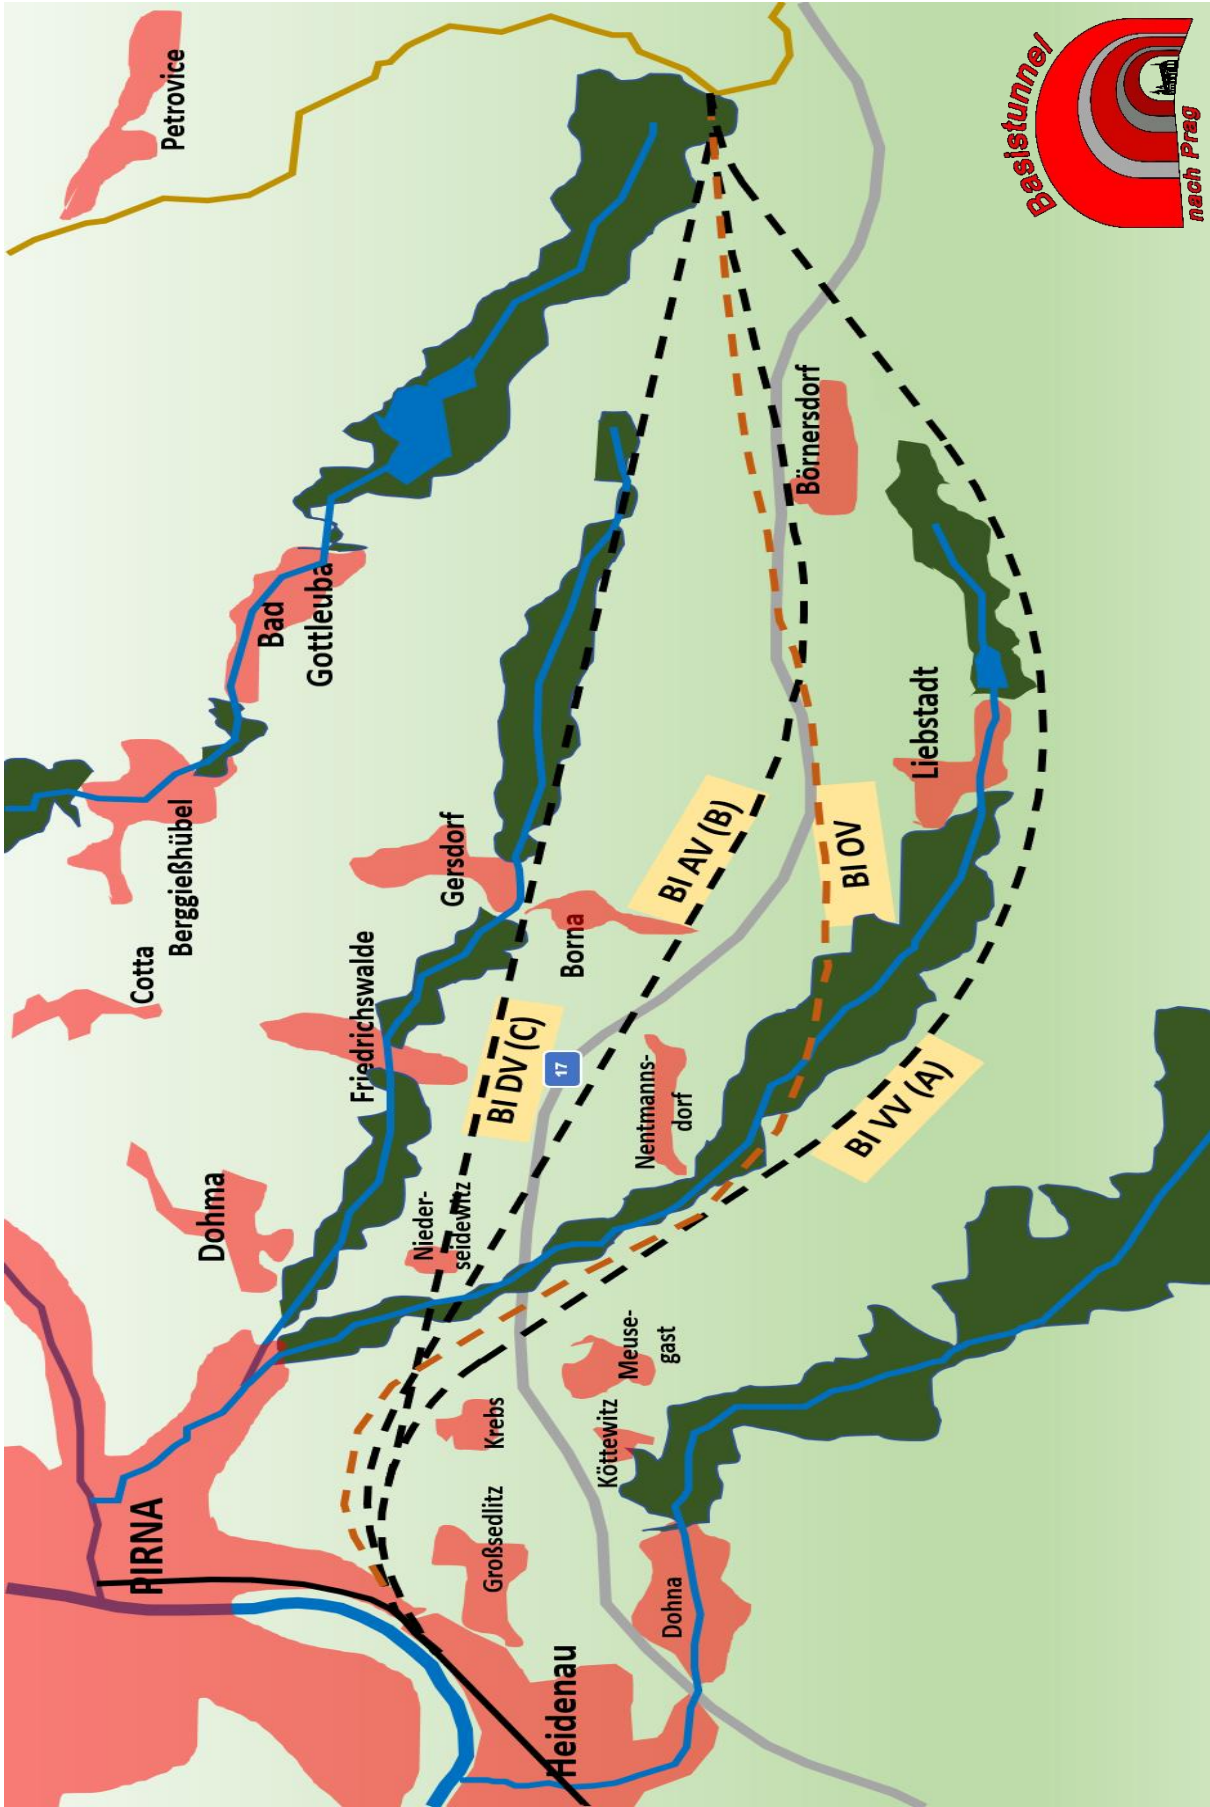 Heidenau
PIRNA
Dohna
Großsedlitz
Krebs
Köttewitz
Meuse-
gast
Dohma
Nieder-
seidewitz
Friedrichswalde
Cotta
Berggießhübel
Nentmanns-
dorf
BI DV (C)
17
BI VV (A)
Borna
Gersdorf
BI AV (B)
BI OV
Liebstadt
Bad
Gottleuba
Börnersdorf
Petrovice
Basistunnel
nach Prag